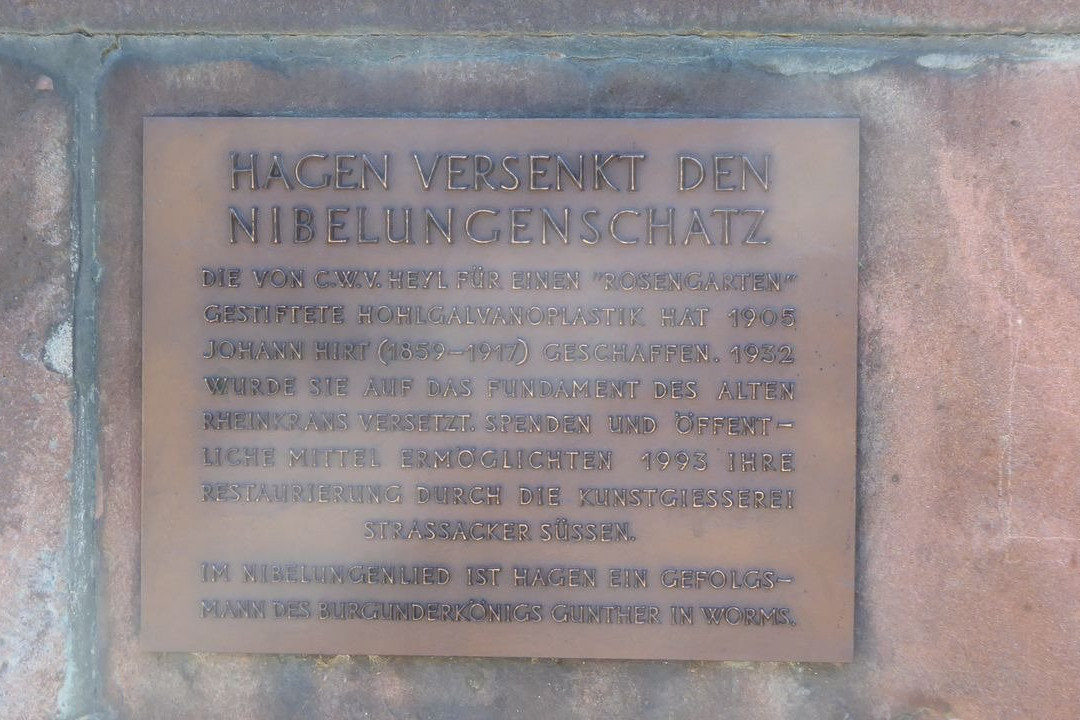 HAGEN VERSENKT DEN
NIBELUNGENSCHATZ
DIE VON C.W.V. HEYL FÜR EINEN "ROSENGARTEN"
GESTIFTETE HOHLGALVANOPLASTIK HAT 1905
JOHANN HIRT (1859-1917) GESCHAFFEN. 1932
WURDE SIE AUF DAS FUNDAMENT DES ALTEN
RHEINKRANS VERSETZT. SPENDEN UND ÖFFENT-
LICHE MITTEL ERMÖGLICHTEN 1993 IHRE
RESTAURIERUNG DURCH DIE KUNSTGIESSEREI
STRASSACKER SÜSSEN.
IM NIBELUNGENLIED IST HAGEN EIN GEFOLGS-
MANN DES BURGUNDERKÖNIGS GUNTHER IN WORMS.